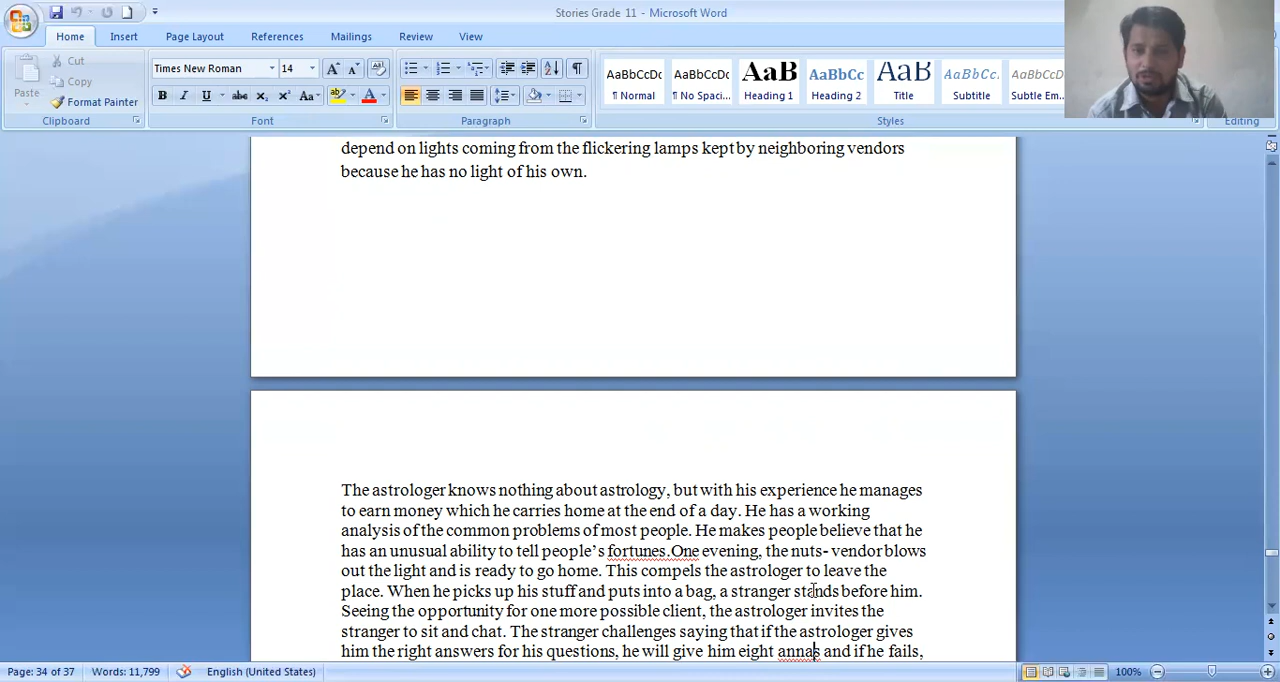 Stories Grade 11 - Microsoft Word
Home Insert Page Layout References Mailings Review View
Paste
Cut
Copy
Format Painter
Clipboard
Times New Roman 14
Font
Paragraph
AaBbCcDc AaBbCcDc AaB AaBbCc AaB AaBbCc. AaBbCcDc
¶ Normal ¶ No Spaci... Heading 1 Heading 2 Title Subtitle Subtle Em...
Styles
Editing
depend on lights coming from the flickering lamps kept by neighboring vendors
because he has no light of his own.
The astrologer knows nothing about astrology, but with his experience he manages
to earn money which he carries home at the end of a day. He has a working
analysis of the common problems of most people. He makes people believe that he
has an unusual ability to tell people's fortunes.One evening, the nuts- vendor blows
out the light and is ready to go home. This compels the astrologer to leave the
place. When he picks up his stuff and puts into a bag, a stranger stands before him.
Seeing the opportunity for one more possible client, the astrologer invites the
stranger to sit and chat. The stranger challenges saying that if the astrologer gives
him the right answers for his questions, he will give him eight annas and if he fails,
Page: 34 of 37 Words: 11,799 English (United States) 100%